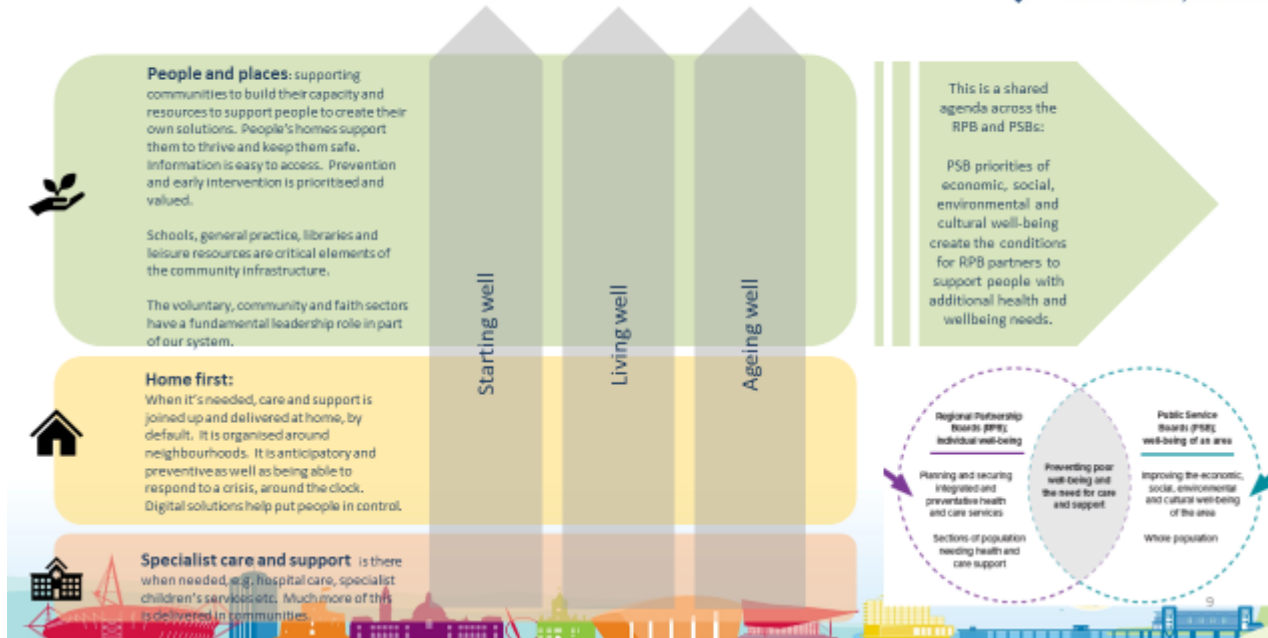 People and places: supporting
communities to build their capacity and
resources to support people to create their
own solutions. People's homes support
them to thrive and keep them safe.
Information is easy to access. Prevention
and early intervention is prioritised and
valued.
Schools, general practice, libraries and
leisure resources are critical elements of
the community infrastructure.
The voluntary, community and faith sectors
have a fundamental leadership role in part
of our system.
Home first:
When it's needed, care and support is
joined up and delivered at home, by
default. It is organised around
neighbourhoods. It is anticipatory and
preventive as well as being able to
respond to a crisis, around the clock.
Digital solutions help put people in control.
Specialist care and support is there
when needed, e.g. hospital care, specialist
children's services etc. Much more of this
is delivered in communities.
Starting well
Living well
Ageing well
This is a shared
agenda across the
RPB and PSBs:
PSB priorities of
economic, social,
environmental and
cultural well-being
create the conditions
for RPB partners to
support people with
additional health and
wellbeing needs.
Regional Partnership
Boards (RPB);
individual well-being
Planning and securing
integrated and
preventative health
and care services
Sections of population
needing health and
care support
Preventing poor
well-being and
the need for care
and support
Public Service
Boards (PSB);
well-being of an area
Improving the economic,
social, environmental
and cultural well-being
of the area
Whole population
9